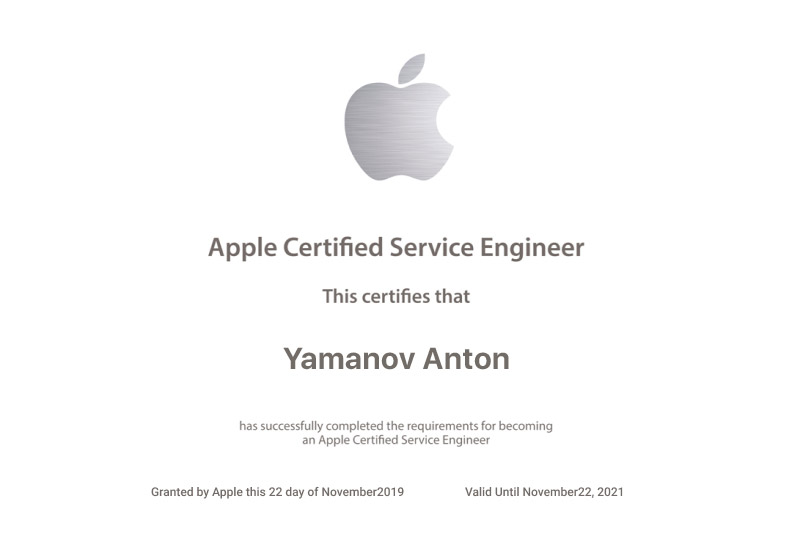 Apple Certified Service Engineer
This certifies that
Yamanov Anton
has successfully completed the requirements for becoming
an Apple Certified Service Engineer
Granted by Apple this 22 day of November2019 Valid Until November22, 2021